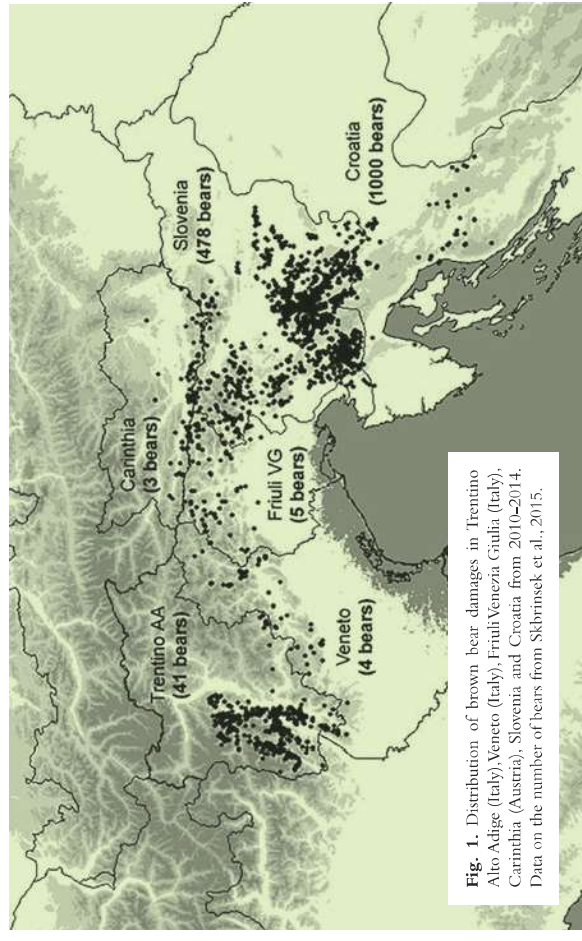 Carinthia
(3 bears)
Slovenia
(478 bears)
Trentino AA
(41 bears)
Friuli VG
(5 bears)
Croatia
(1000 bears)
Veneto
(4 bears)
Fig. 1. Distribution of brown bear damages in Trentino
Alto Adige (Italy), Veneto (Italy), Friuli Venezia Giulia (Italy),
Carinthia (Austria), Slovenia and Croatia from 2010–2014.
Data on the number of bears from Skbrinsek et al., 2015.